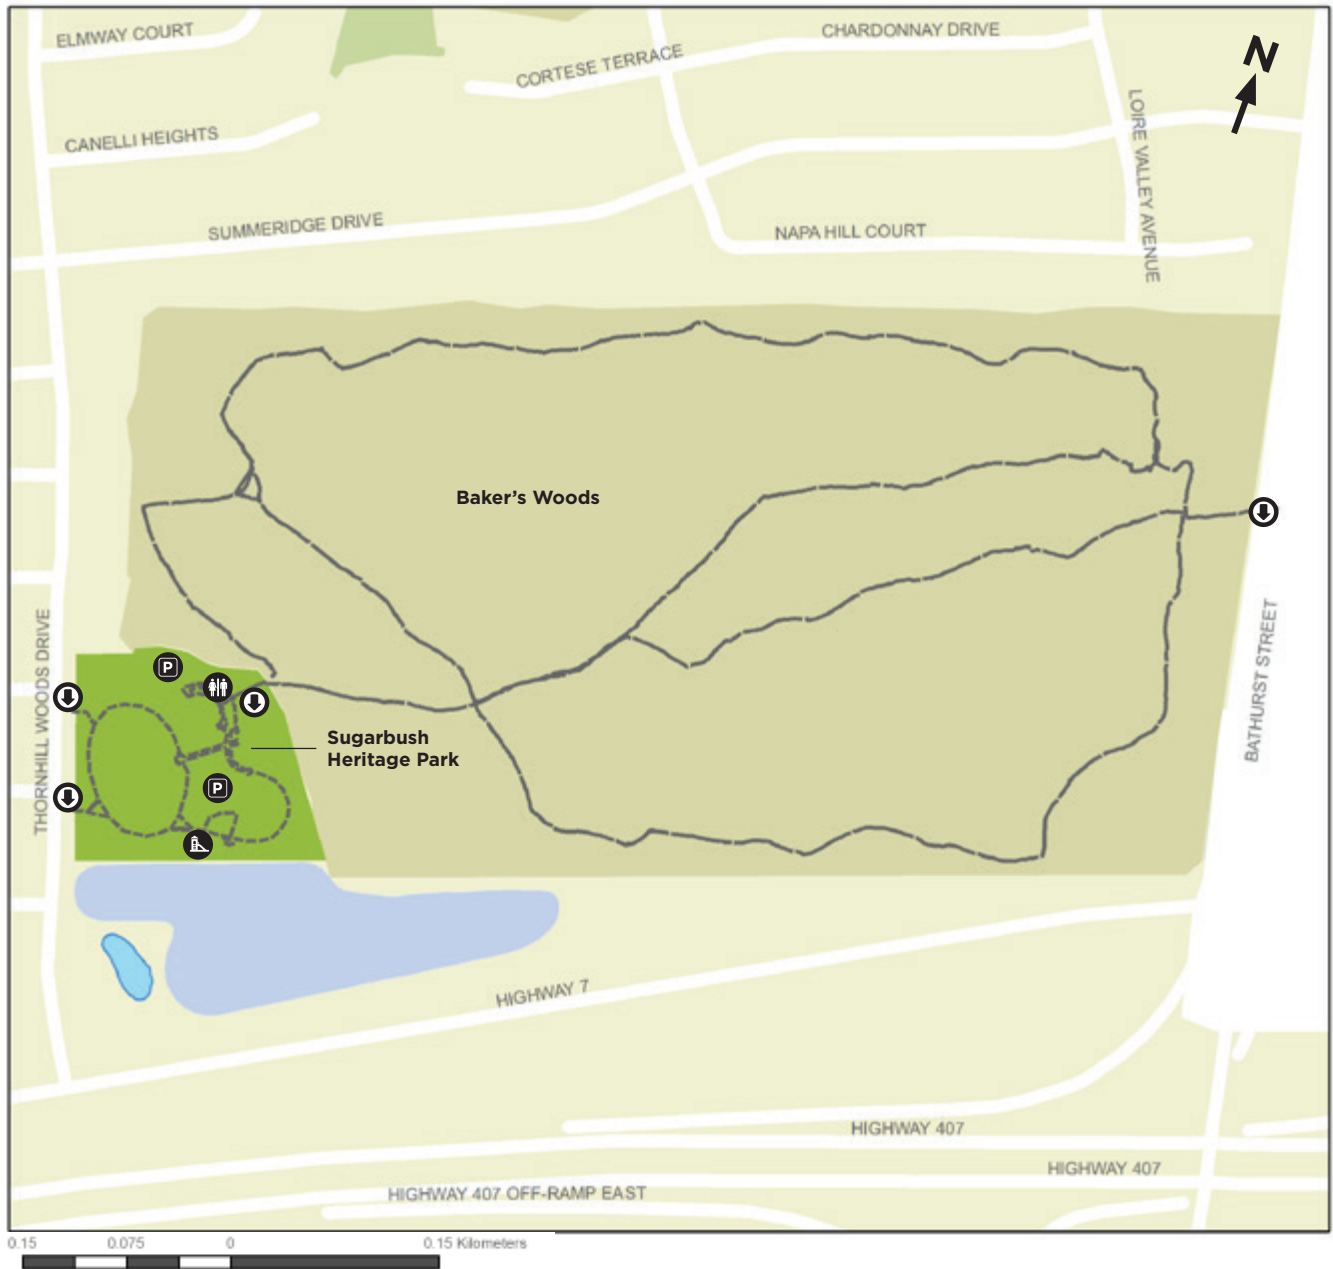 ELMWAY COURT
CHARDONNAY DRIVE
N
CORTESE TERRACE
CANELLI HEIGHTS
LOIRE VALLEY AVENUE
SUMMERIDGE DRIVE
NAPA HILL COURT
Baker's Woods
THORNHILL WOODS DRIVE
P
BATHURST STREET
Sugarbush
Heritage Park
P
HIGHWAY 7
HIGHWAY 407
HIGHWAY 407
HIGHWAY 407 OFF-RAMP EAST
0.15 0.075 0 0.15 Kilometers